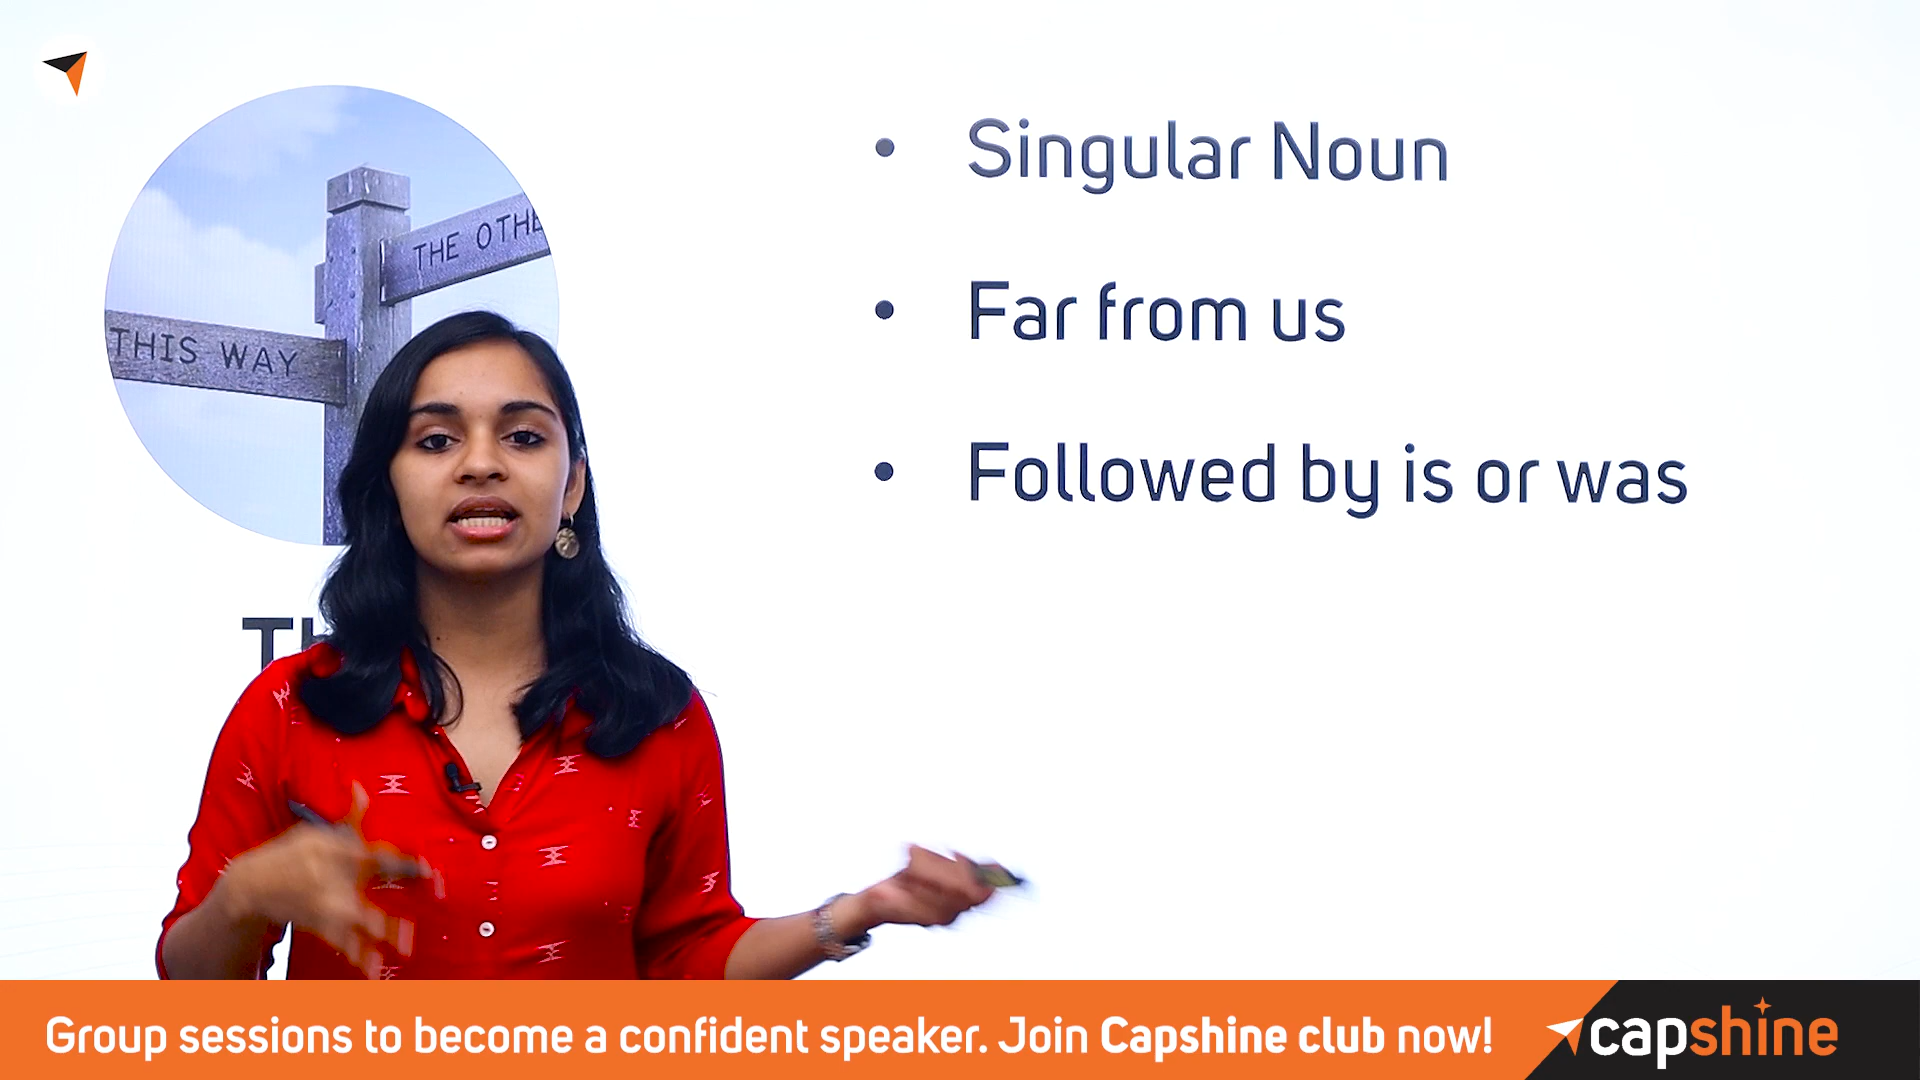 THE OTHE
THIS WAY
• Singular Noun
• Far from us
• Followed by is or was
Group sessions to become a confident speaker. Join Capshine club now!
capshine